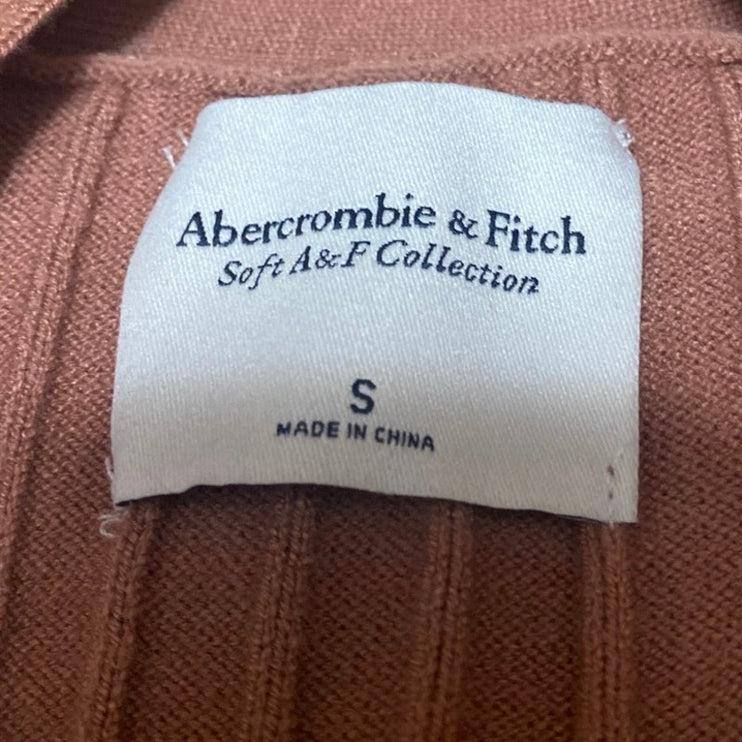 Abercrombie & Fitch
Soft A&F Collection
S
MADE IN CHINA